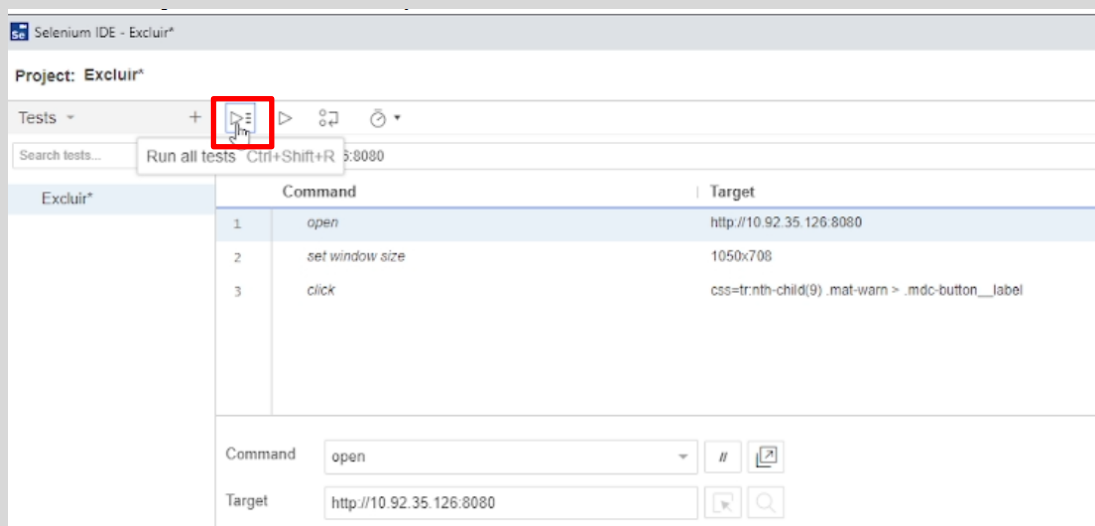 Selenium IDE - Excluir*
Project: Excluir*
Tests
+
Search tests...
Run all tests Ctrl+Shift+R
6:8080
Excluir*
Command Target
1 open http://10.92.35.126:8080
2 set window size 1050x708
3 click css=tr:nth-child(9) .mat-warn > .mdc-button__label
Command open //
Target http://10.92.35.126:8080